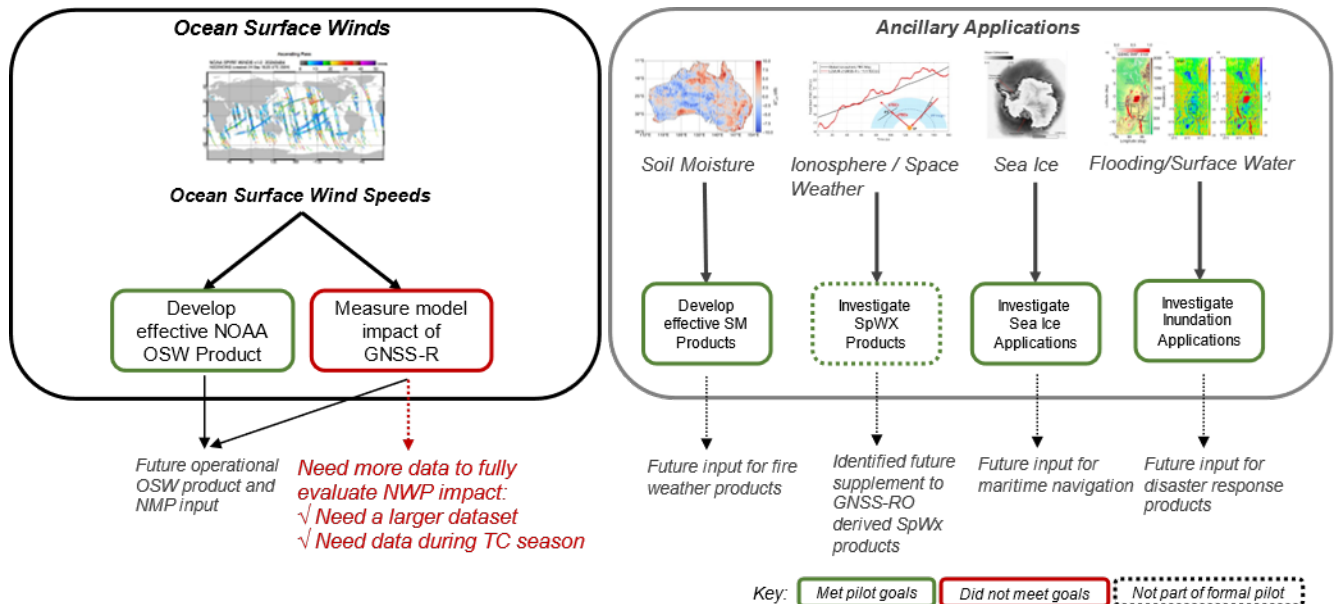 Ocean Surface Winds
Ascending Pass
Ocean Surface Wind Speeds
Develop
effective NOAA
OSW Product
Measure model
impact of
GNSS-R
Future operational
OSW product and
NMP input
Need more data to fully
evaluate NWP impact:
√ Need a larger dataset
√ Need data during TC season
Ancillary Applications
Soil Moisture
Ionosphere / Space
Weather
Sea Ice
Flooding/Surface Water
Develop
effective SM
Products
Investigate
SpWX
Products
Investigate
Sea Ice
Applications
Investigate
Inundation
Applications
Future input for fire
weather products
Identified future
supplement to
GNSS-RO
derived SpWx
products
Future input for
maritime navigation
Future input for
disaster response
products
Key:
Met pilot goals
Did not meet goals
Not part of formal pilot